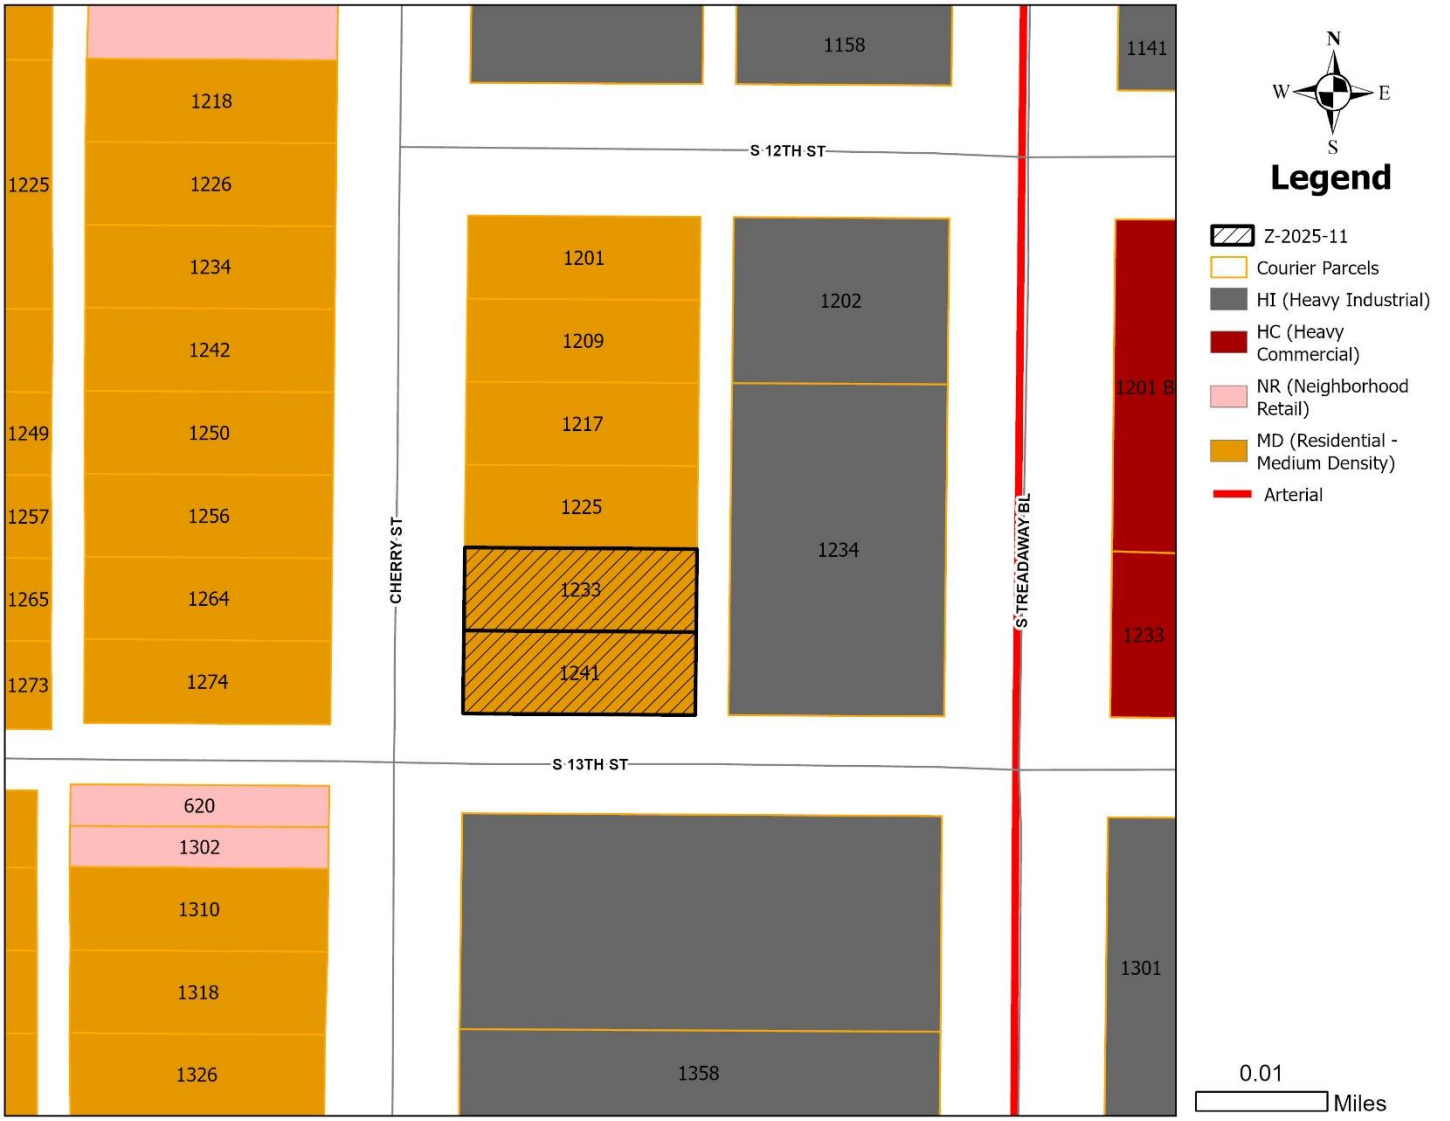 1218
1226
1234
1242
1250
1256
1264
1274
1225
1249
1257
1265
1273
620
1302
1310
1318
1326
CHERRY ST
1158
1141
S 12TH ST
1201
1209
1217
1225
1233
1241
1202
1234
S TREADAWAY BL
1201 B
1233
S 13TH ST
1358
1301
N
W
E
S
Legend
Z-2025-11
Courier Parcels
HI (Heavy Industrial)
HC (Heavy
Commercial)
NR (Neighborhood
Retail)
MD (Residential -
Medium Density)
Arterial
0.01
Miles